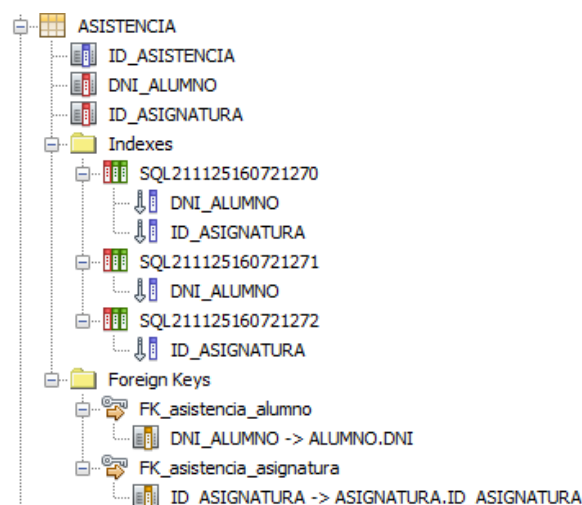 ASISTENCIA
ID_ASISTENCIA
DNI_ALUMNO
ID_ASIGNATURA
Indexes
SQL211125160721270
DNI_ALUMNO
ID_ASIGNATURA
SQL211125160721271
DNI_ALUMNO
SQL211125160721272
ID_ASIGNATURA
Foreign Keys
FK_asistencia_alumno
DNI_ALUMNO -> ALUMNO.DNI
FK_asistencia_asignatura
ID_ASIGNATURA -> ASIGNATURA.ID_ASIGNATURA